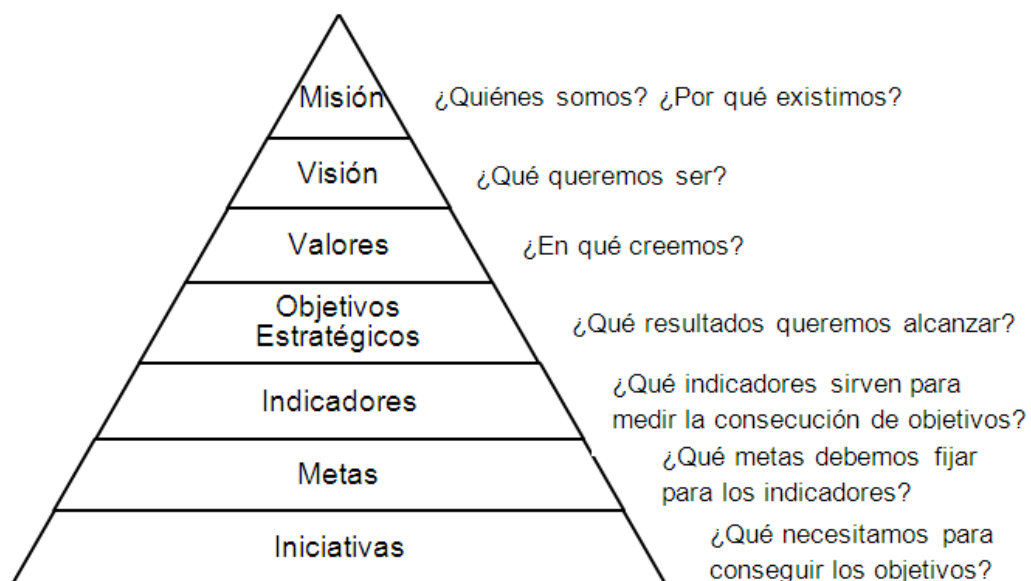 Misión ¿Quiénes somos? ¿Por qué existimos?
Visión ¿Qué queremos ser?
Valores ¿En qué creemos?
Objetivos
Estratégicos
¿Qué resultados queremos alcanzar?
Indicadores
¿Qué indicadores sirven para
medir la consecución de objetivos?
Metas
¿Qué metas debemos fijar
para los indicadores?
Iniciativas
¿Qué necesitamos para
conseguir los objetivos?